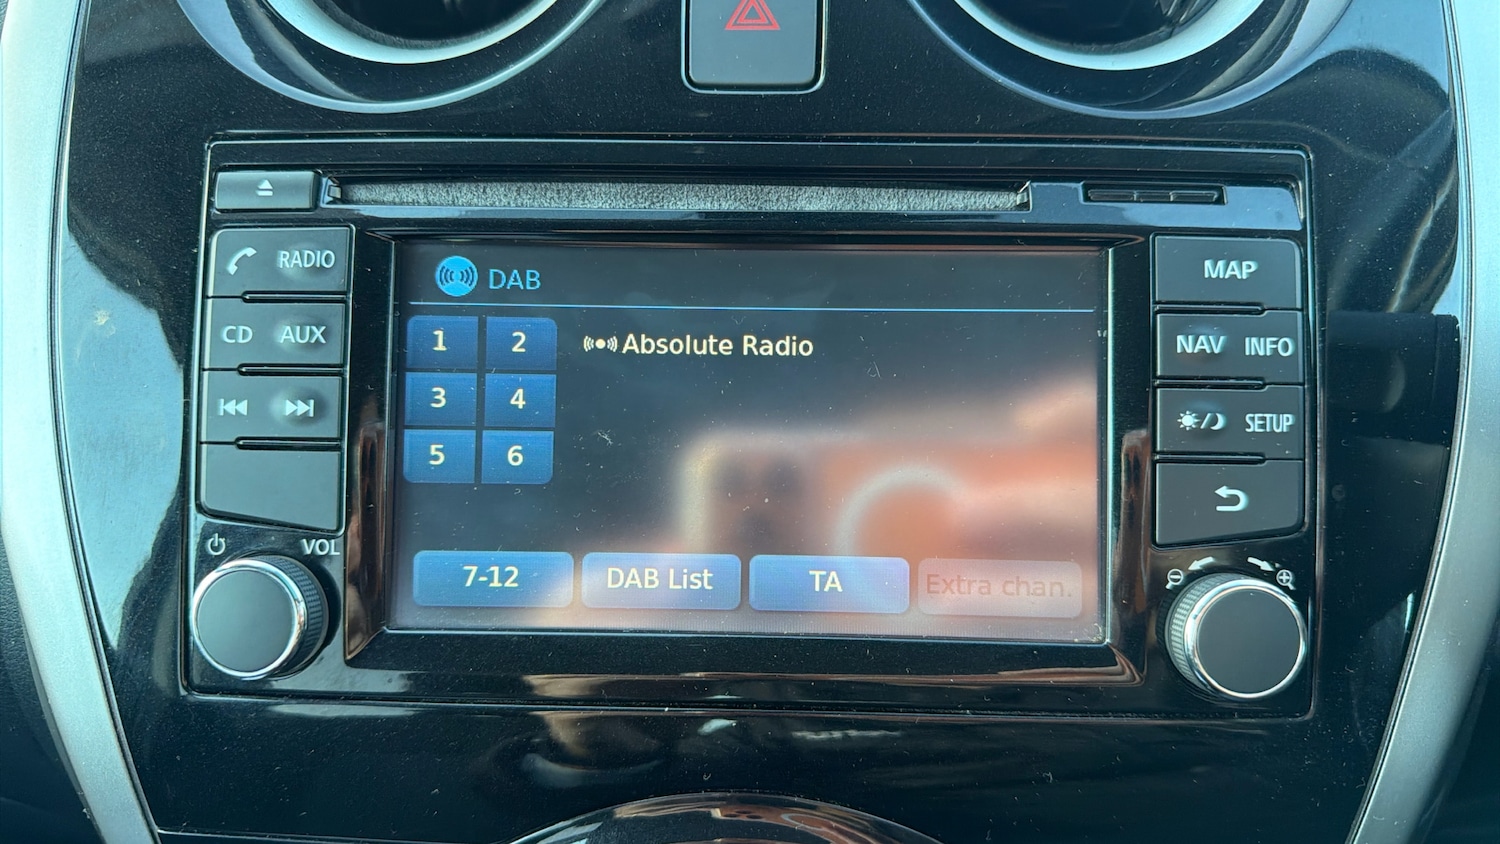 RADIO
CD AUX
VOL
DAB
1 2
3 4
5 6
Absolute Radio
7-12 DAB List TA Extra chan.
MAP
NAV INFO
SETUP